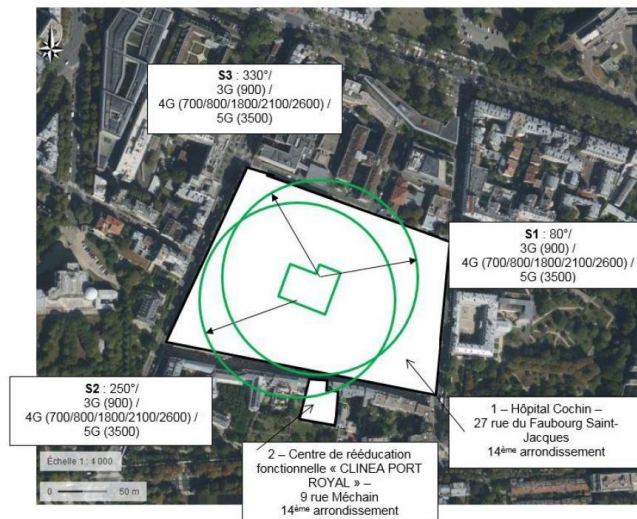 S3 : 330°/
3G (900) /
4G (700/800/1800/2100/2600) /
5G (3500)
S1 : 80°/
3G (900) /
4G (700/800/1800/2100/2600) /
5G (3500)
S2 : 250°/
3G (900) /
4G (700/800/1800/2100/2600) /
5G (3500)
1 – Hôpital Cochin –
27 rue du Faubourg Saint-
Jacques
14ème arrondissement
2 – Centre de rééducation
fonctionnelle « CLINEA PORT
ROYAL » –
9 rue Méchain
14ème arrondissement
Échelle 1 : 4 000
0 50 m